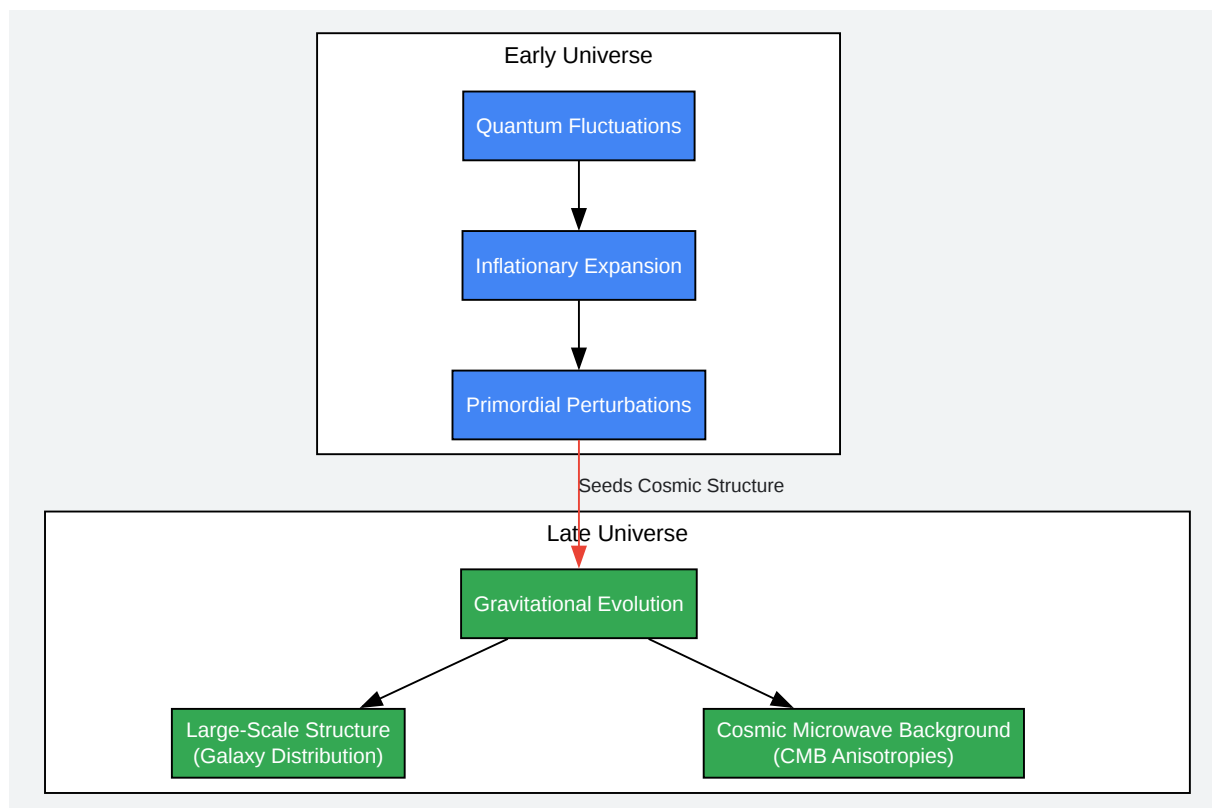 Early Universe
Quantum Fluctuations
Inflationary Expansion
Primordial Perturbations
Seeds Cosmic Structure
Late Universe
Gravitational Evolution
Large-Scale Structure
(Galaxy Distribution)
Cosmic Microwave Background
(CMB Anisotropies)